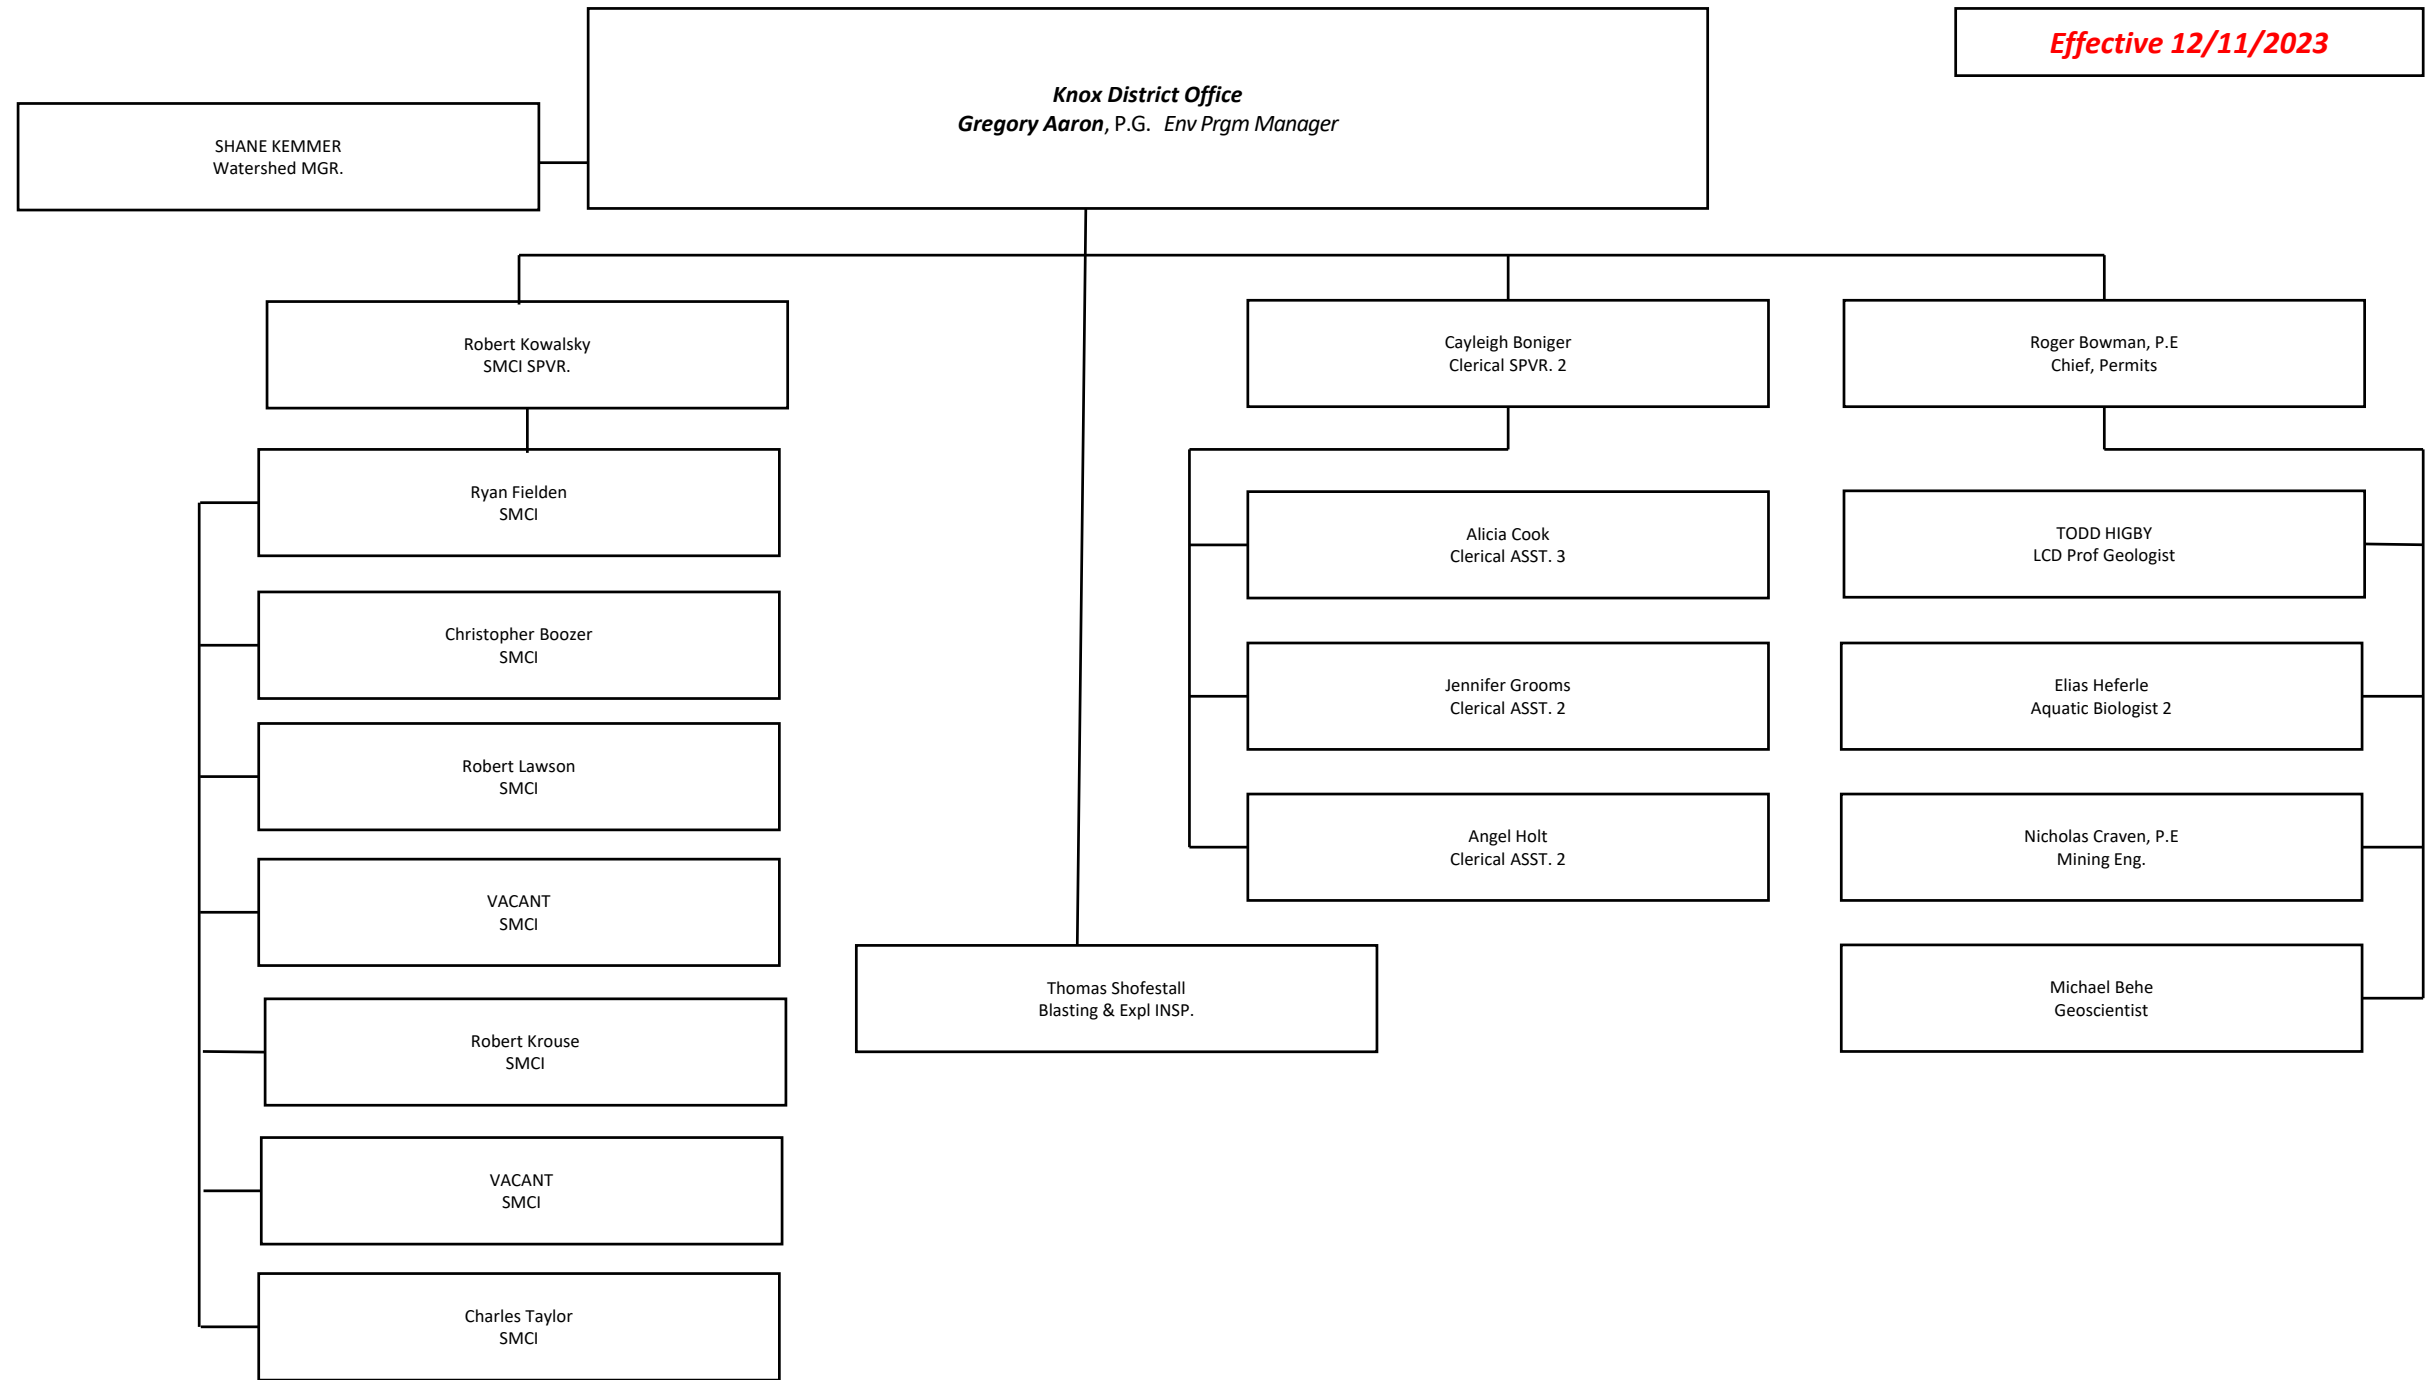 Effective 12/11/2023
Knox District Office
Gregory Aaron, P.G. Env Prgm Manager
SHANE KEMMER
Watershed MGR.
Robert Kowalsky
SMCI SPVR.
Ryan Fielden
SMCI
Christopher Boozer
SMCI
Robert Lawson
SMCI
VACANT
SMCI
Robert Krouse
SMCI
VACANT
SMCI
Charles Taylor
SMCI
Thomas Shofestall
Blasting & Expl INSP.
Cayleigh Boniger
Clerical SPVR. 2
Alicia Cook
Clerical ASST. 3
Jennifer Grooms
Clerical ASST. 2
Angel Holt
Clerical ASST. 2
Roger Bowman, P.E
Chief, Permits
TODD HIGBY
LCD Prof Geologist
Elias Heferle
Aquatic Biologist 2
Nicholas Craven, P.E
Mining Eng.
Michael Behe
Geoscientist